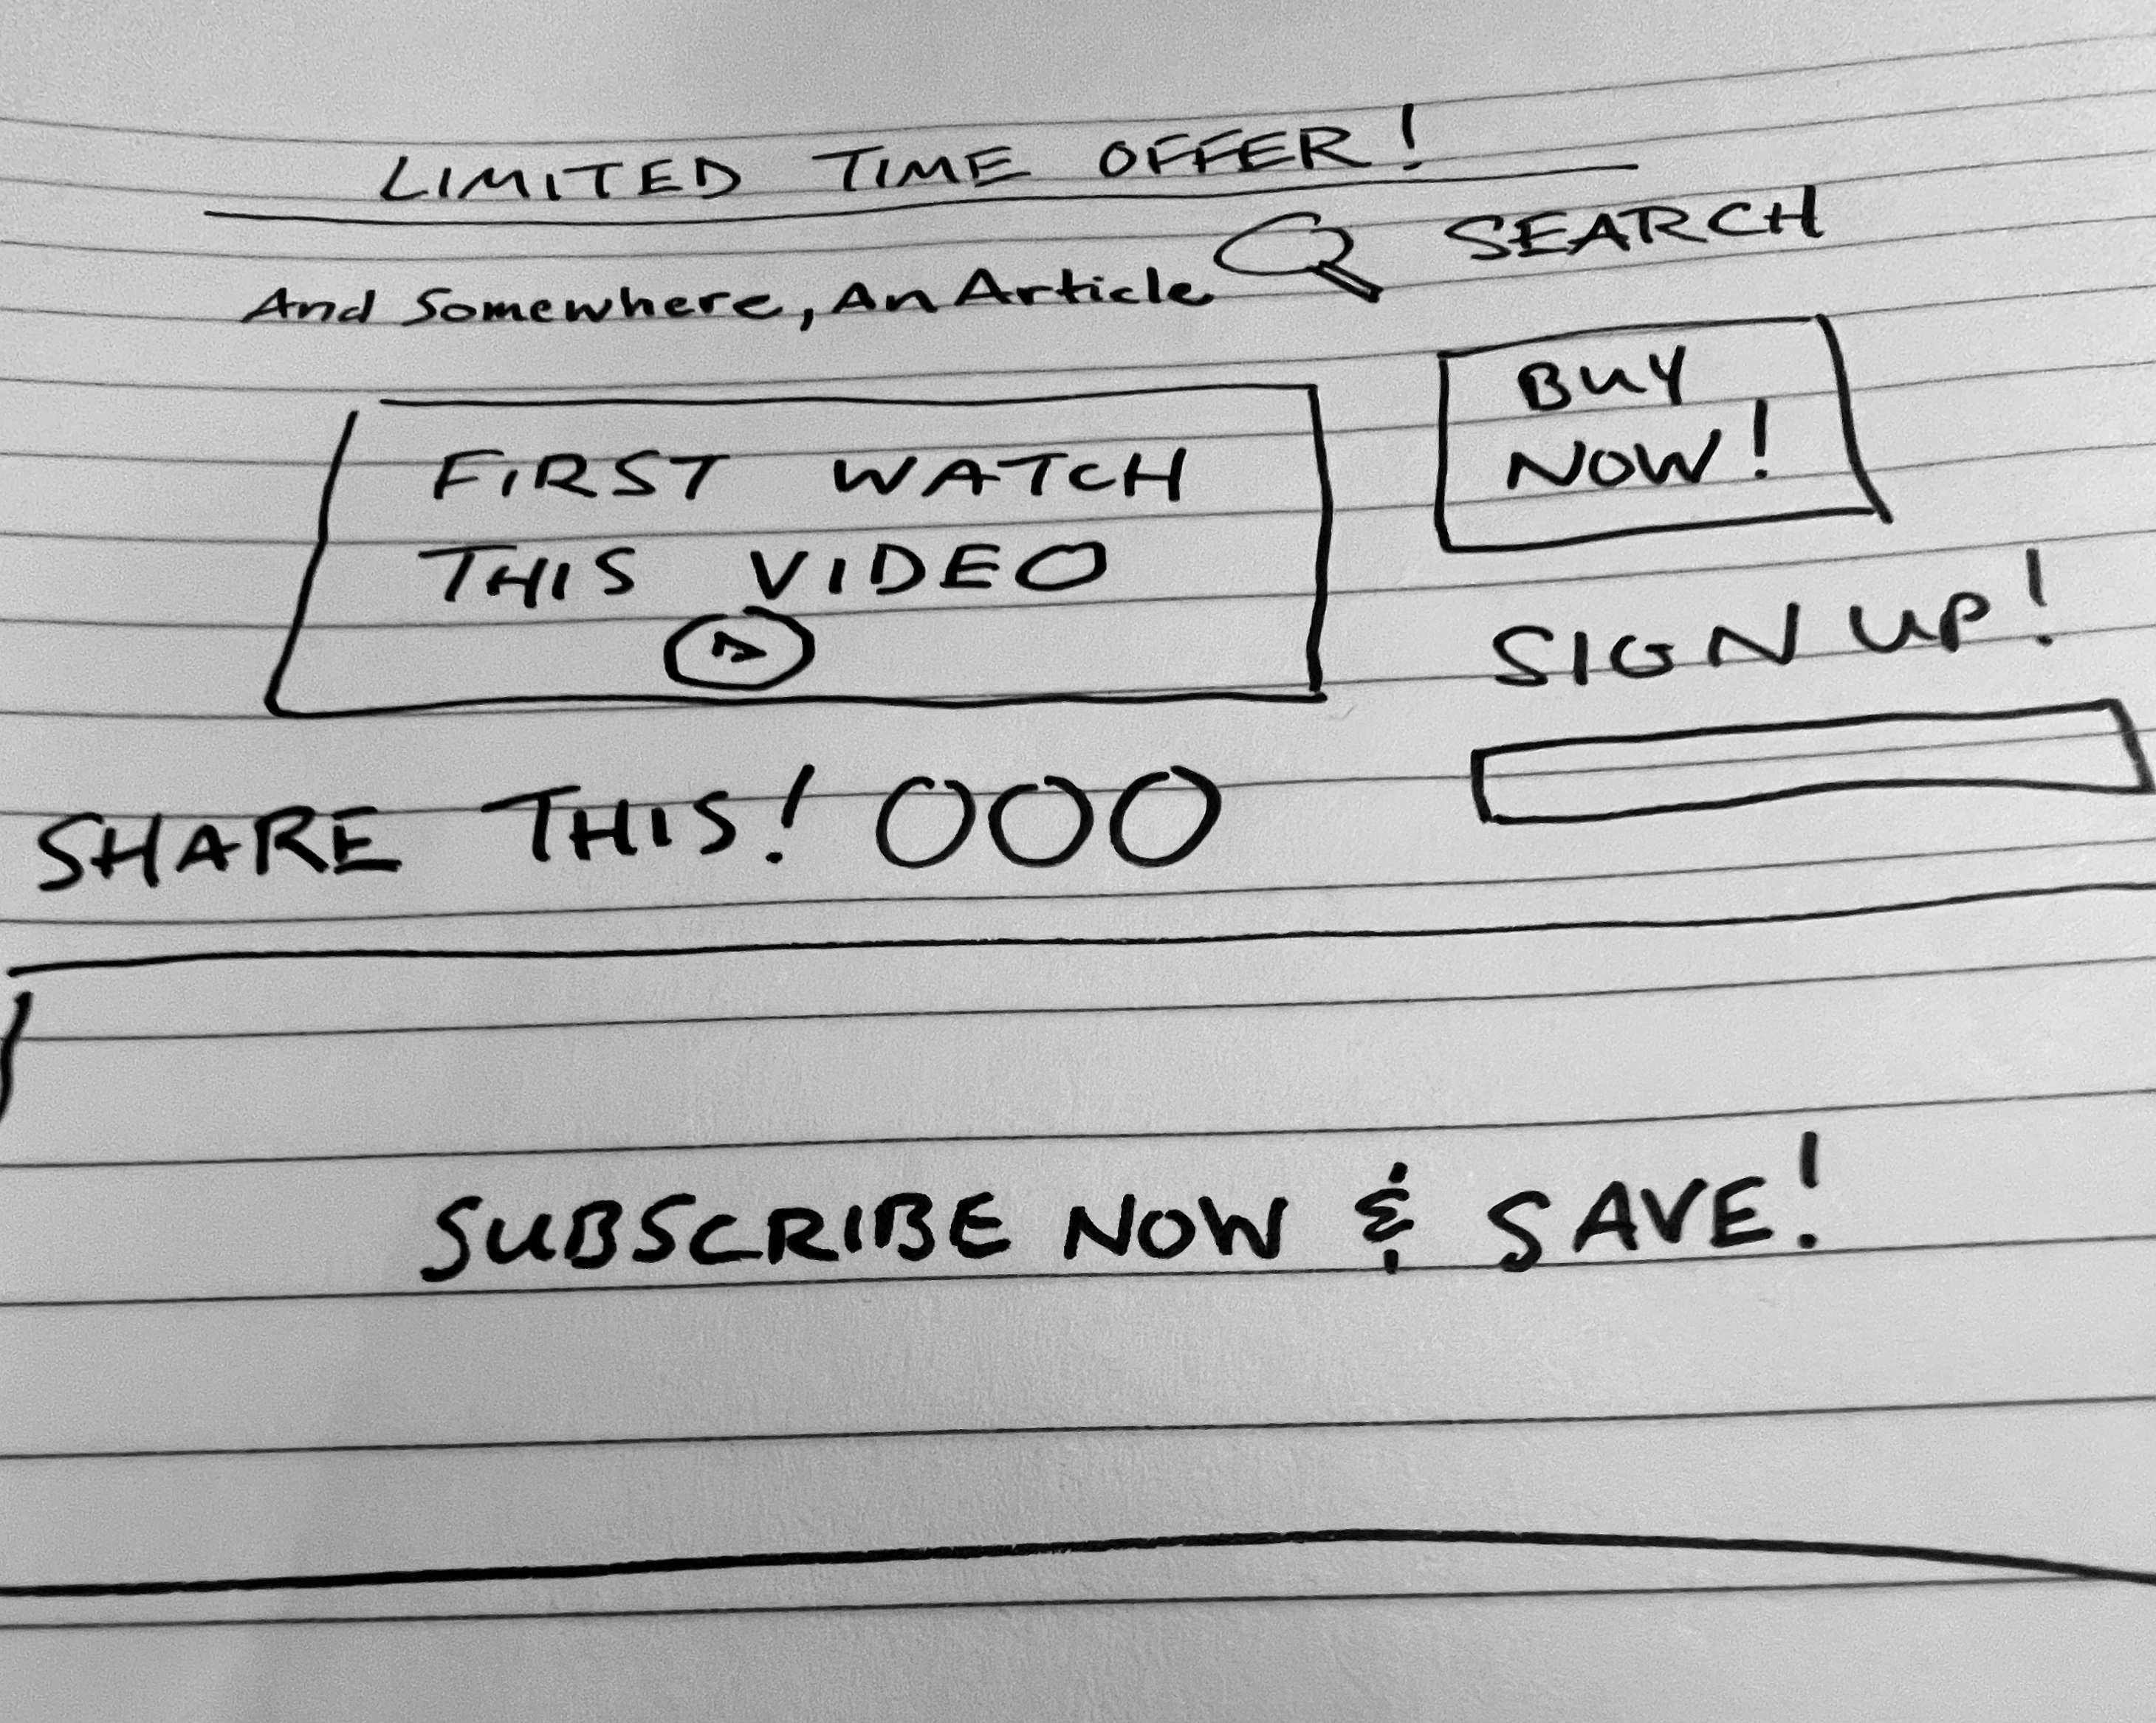 LIMITED TIME OFFER!
SEARCH
And Somewhere, An Article
BUY
NOW!
FIRST WATCH
THIS VIDEO
SIGN UP!
SHARE THIS!
SUBSCRIBE NOW & SAVE!